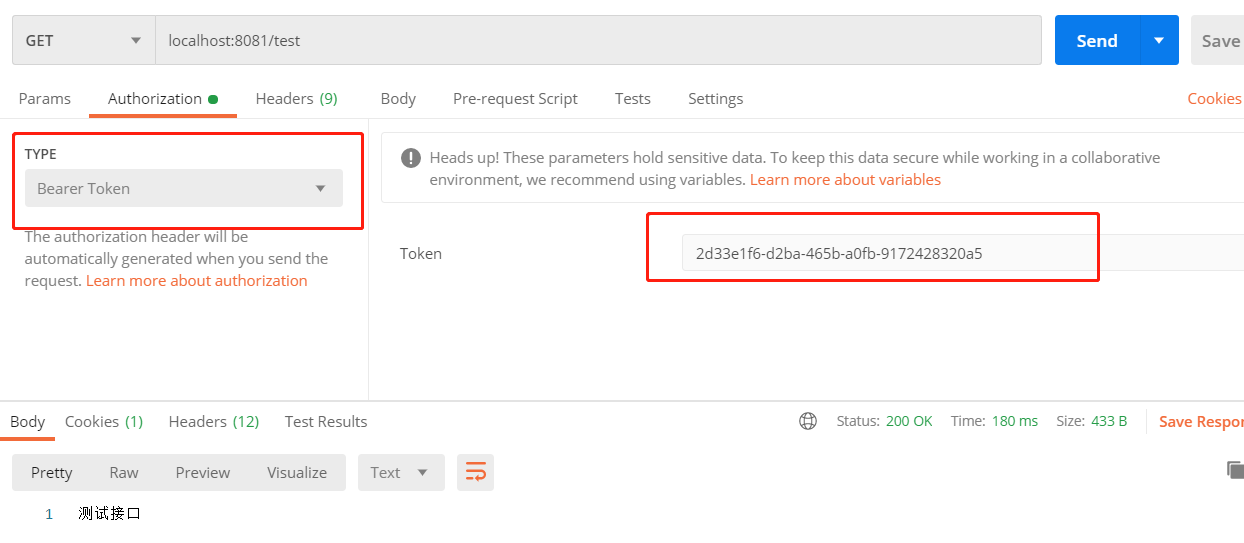 GET localhost:8081/test Send Save
Params Authorization Headers (9) Body Pre-request Script Tests Settings Cookies
TYPE
Bearer Token
The authorization header will be
automatically generated when you send the
request. Learn more about authorization
Heads up! These parameters hold sensitive data. To keep this data secure while working in a collaborative
environment, we recommend using variables. Learn more about variables
Token 2d33e1f6-d2ba-465b-a0fb-9172428320a5
Body Cookies (1) Headers (12) Test Results Status: 200 OK Time: 180 ms Size: 433 B Save Respor
Pretty Raw Preview Visualize Text
1 测试接口